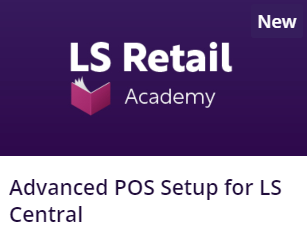 New
LS Retail
Academy
Advanced POS Setup for LS
Central